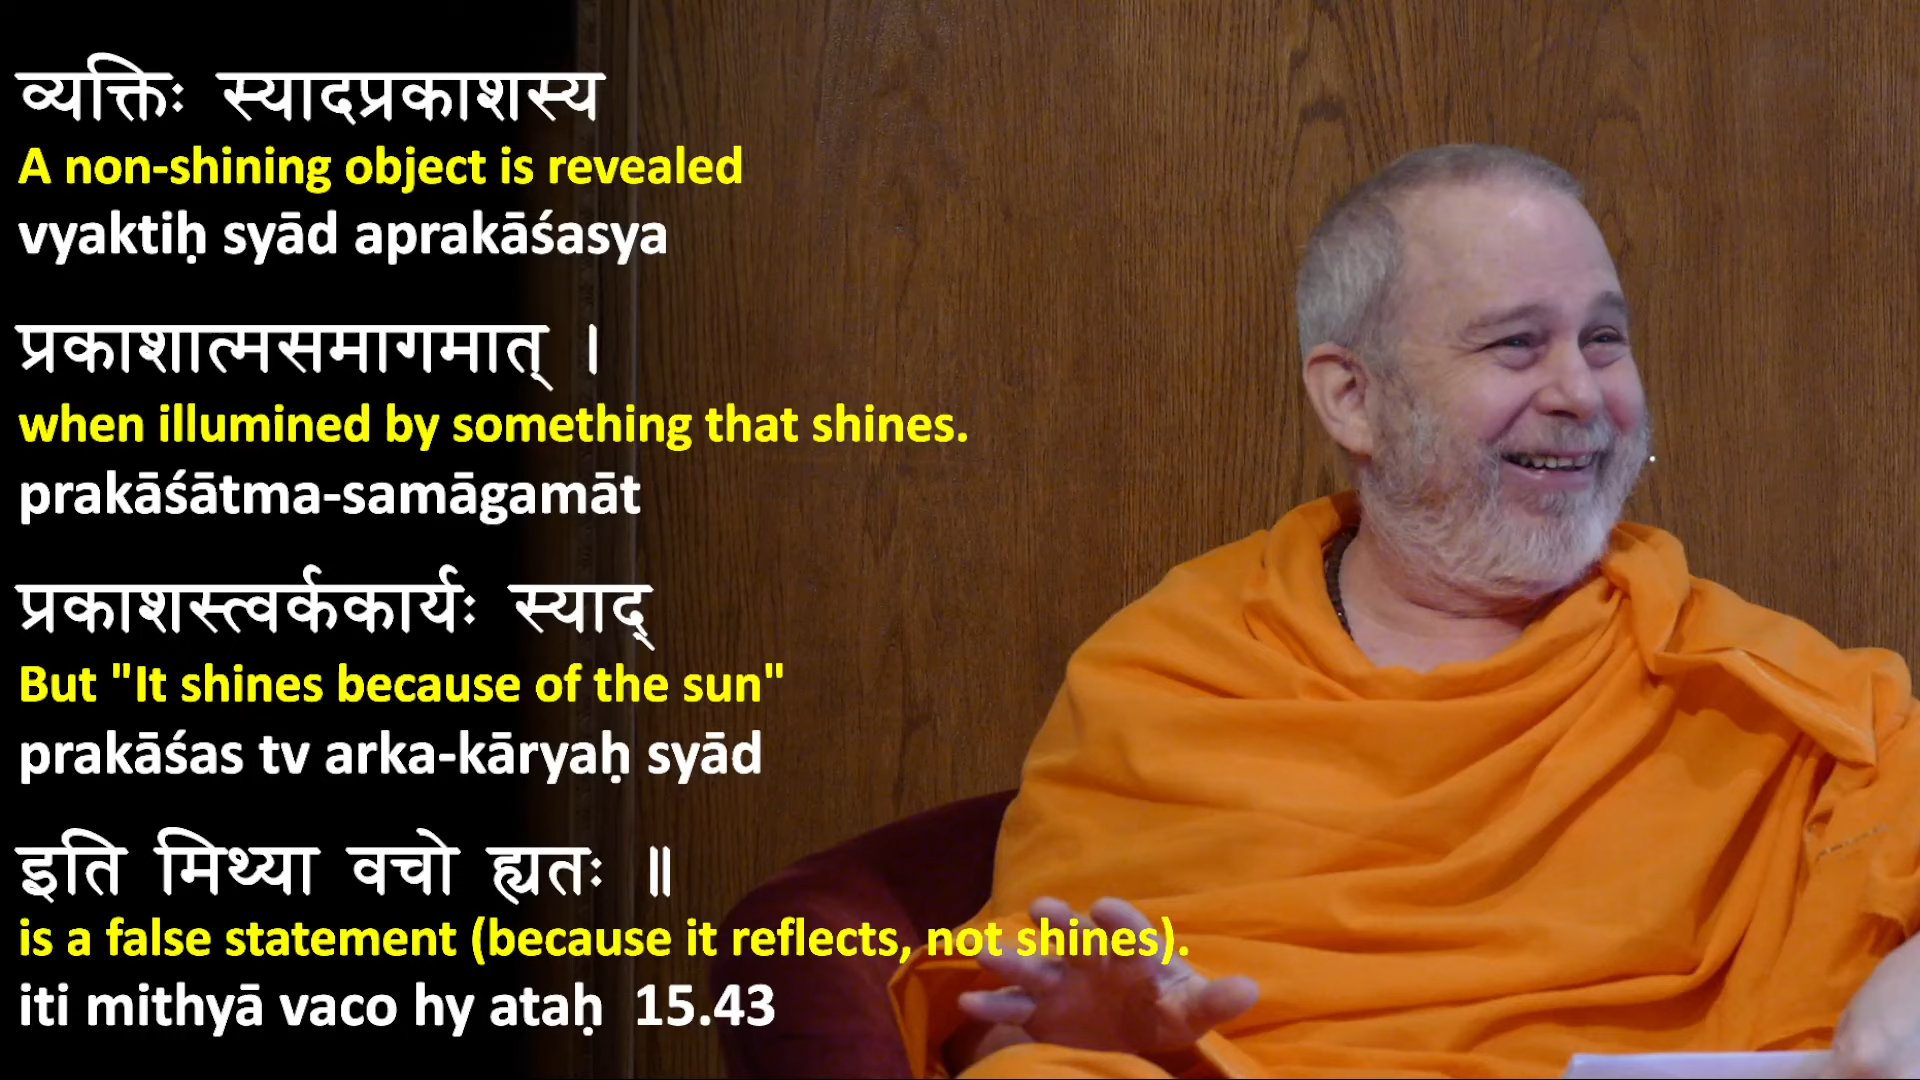 व्यक्तिः स्यादप्रकाशस्य
A non-shining object is revealed
vyaktiḥ syād aprakāśasya
प्रकाशात्मसमागमात् ।
when illumined by something that shines.
prakāśātma-samāgamāt
प्रकाशस्त्वर्ककार्यः स्याद्
But "It shines because of the sun"
prakāśas tv arka-kāryaḥ syād
इति मिथ्या वचो ह्यतः ॥
is a false statement (because it reflects, not shines).
iti mithyā vaco hy ataḥ 15.43